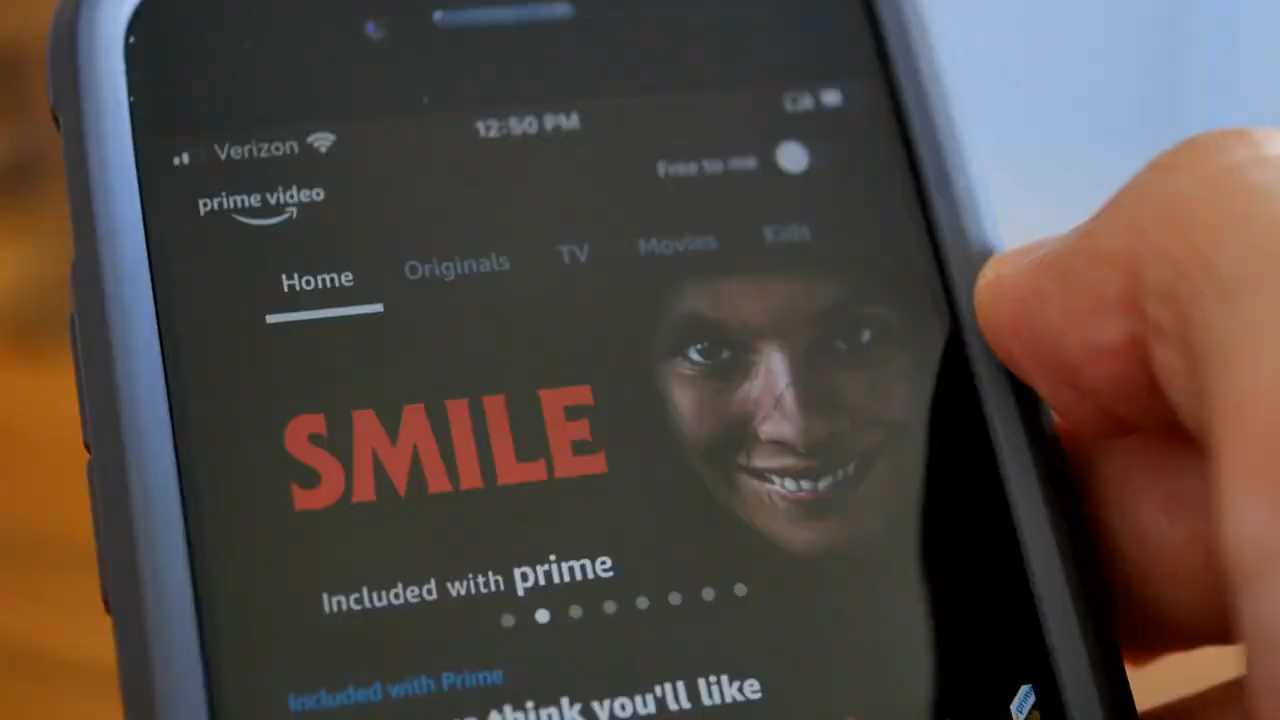 Verizon 12:50 PM
prime video
Free to me
Home Originals TV Movies Kids
SMILE
Included with prime
Included with Prime
think you'll like
prime